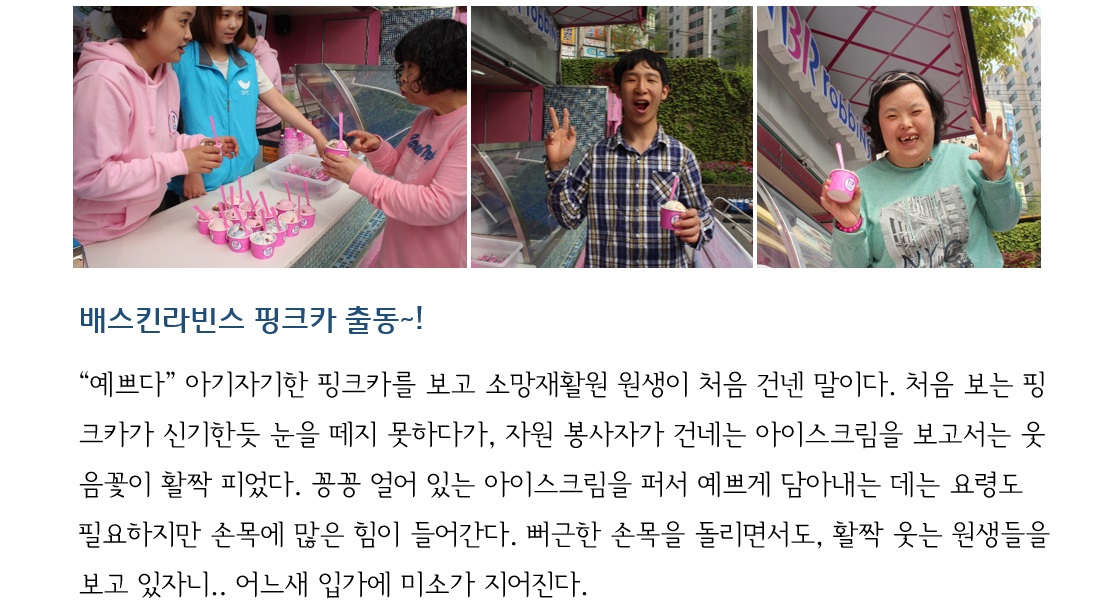 BR robbin
배스킨라빈스 핑크카 출동~!
“예쁘다” 아기자기한 핑크카를 보고 소망재활원 원생이 처음 건넨 말이다. 처음 보는 핑
크카가 신기한듯 눈을 떼지 못하다가, 자원 봉사자가 건네는 아이스크림을 보고서는 웃
음꽃이 활짝 피었다. 꽁꽁 얼어 있는 아이스크림을 퍼서 예쁘게 담아내는 데는 요령도
필요하지만 손목에 많은 힘이 들어간다. 뻐근한 손목을 돌리면서도, 활짝 웃는 원생들을
보고 있자니.. 어느새 입가에 미소가 지어진다.